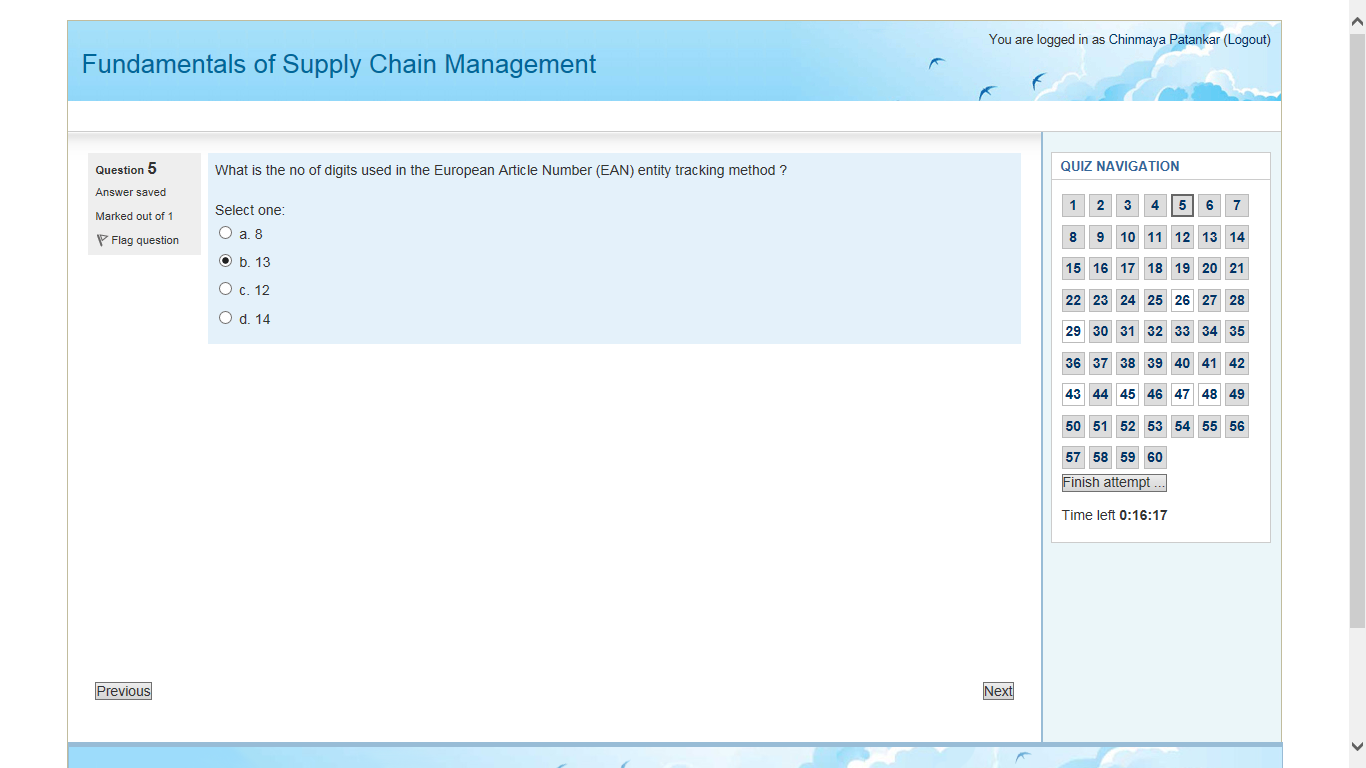 You are logged in as Chinmaya Patankar (Logout)
Fundamentals of Supply Chain Management
Question 5
Answer saved
Marked out of 1
Flag question
What is the no of digits used in the European Article Number (EAN) entity tracking method ?
Select one:
a. 8
b. 13
c. 12
d. 14
Previous
Next
QUIZ NAVIGATION
1 2 3 4 5 6 7
8 9 10 11 12 13 14
15 16 17 18 19 20 21
22 23 24 25 26 27 28
29 30 31 32 33 34 35
36 37 38 39 40 41 42
43 44 45 46 47 48 49
50 51 52 53 54 55 56
57 58 59 60
Finish attempt ...
Time left 0:16:17